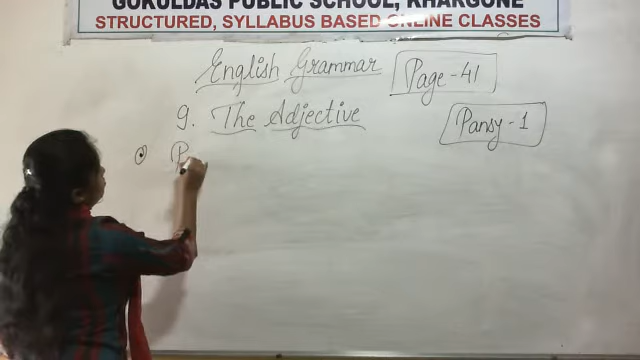 GOKULDAS PUBLIC SCHOOL, KHARGONE
STRUCTURED, SYLLABUS BASED ONLINE CLASSES
English Grammar Page-41
9. The Adjective
Pansy-1
P